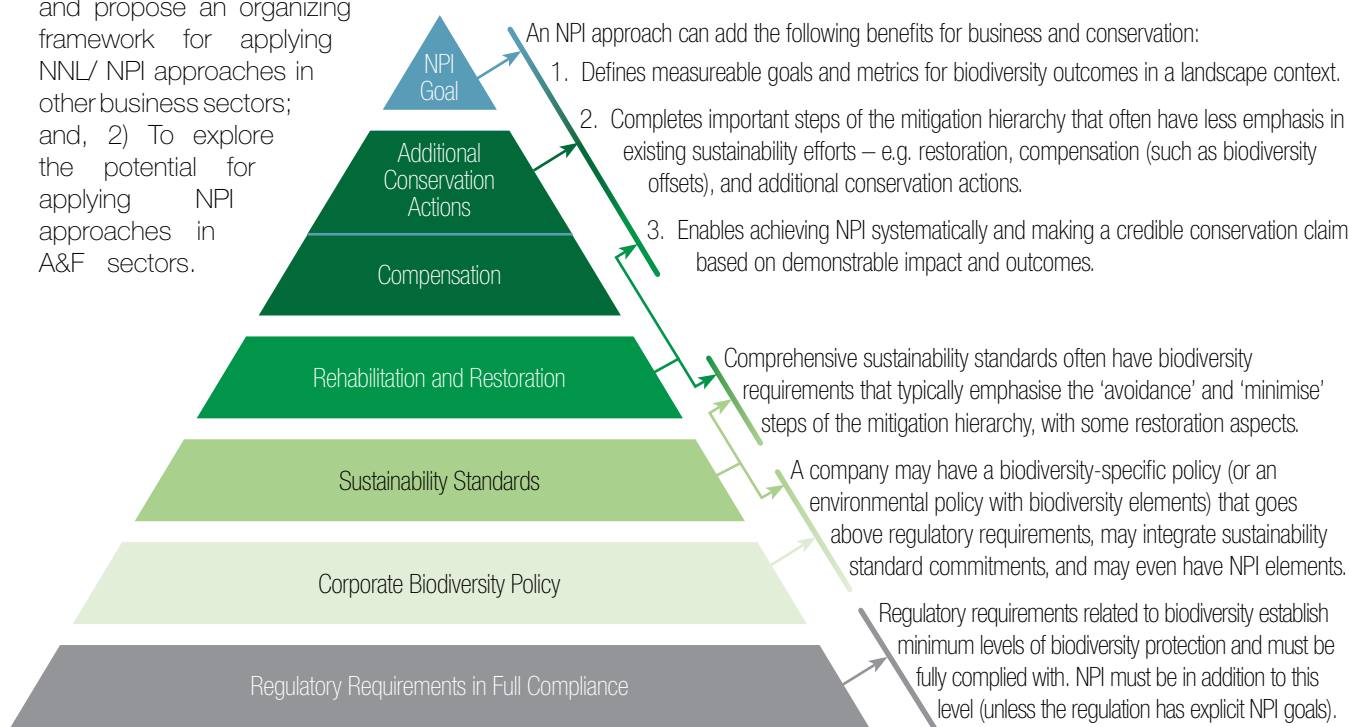 and propose an organizing
framework for applying
NNL/ NPI approaches in
other business sectors;
and, 2) To explore
the potential for
applying NPI
approaches in
A&F sectors.
NPI
Goal
Additional
Conservation
Actions
Compensation
Rehabilitation and Restoration
Sustainability Standards
Corporate Biodiversity Policy
Regulatory Requirements in Full Compliance
An NPI approach can add the following benefits for business and conservation:
1. Defines measureable goals and metrics for biodiversity outcomes in a landscape context.
2. Completes important steps of the mitigation hierarchy that often have less emphasis in
existing sustainability efforts – e.g. restoration, compensation (such as biodiversity
offsets), and additional conservation actions.
3. Enables achieving NPI systematically and making a credible conservation claim
based on demonstrable impact and outcomes.
Comprehensive sustainability standards often have biodiversity
requirements that typically emphasise the ‘avoidance’ and ‘minimise’
steps of the mitigation hierarchy, with some restoration aspects.
A company may have a biodiversity-specific policy (or an
environmental policy with biodiversity elements) that goes
above regulatory requirements, may integrate sustainability
standard commitments, and may even have NPI elements.
Regulatory requirements related to biodiversity establish
minimum levels of biodiversity protection and must be
fully complied with. NPI must be in addition to this
level (unless the regulation has explicit NPI goals).